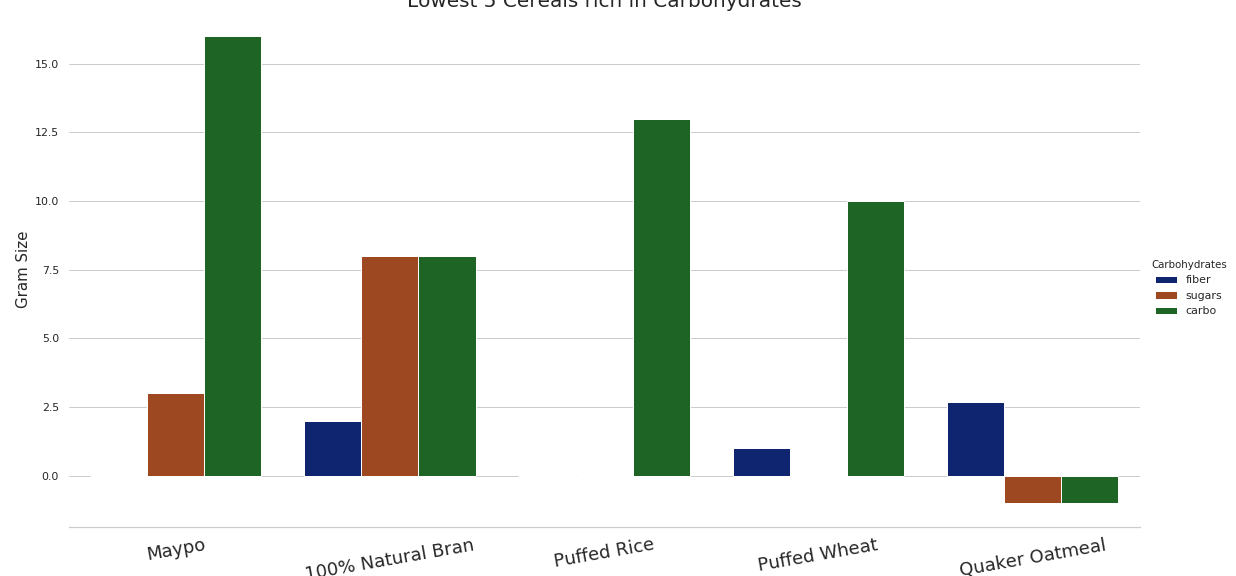 Lowest 5 Cereals rich in Carbohydrates
15.0
12.5
10.0
7.5
5.0
2.5
0.0
Gram Size
Carbohydrates
fiber
sugars
carbo
Maypo
100% Natural Bran
Puffed Rice
Puffed Wheat
Quaker Oatmeal